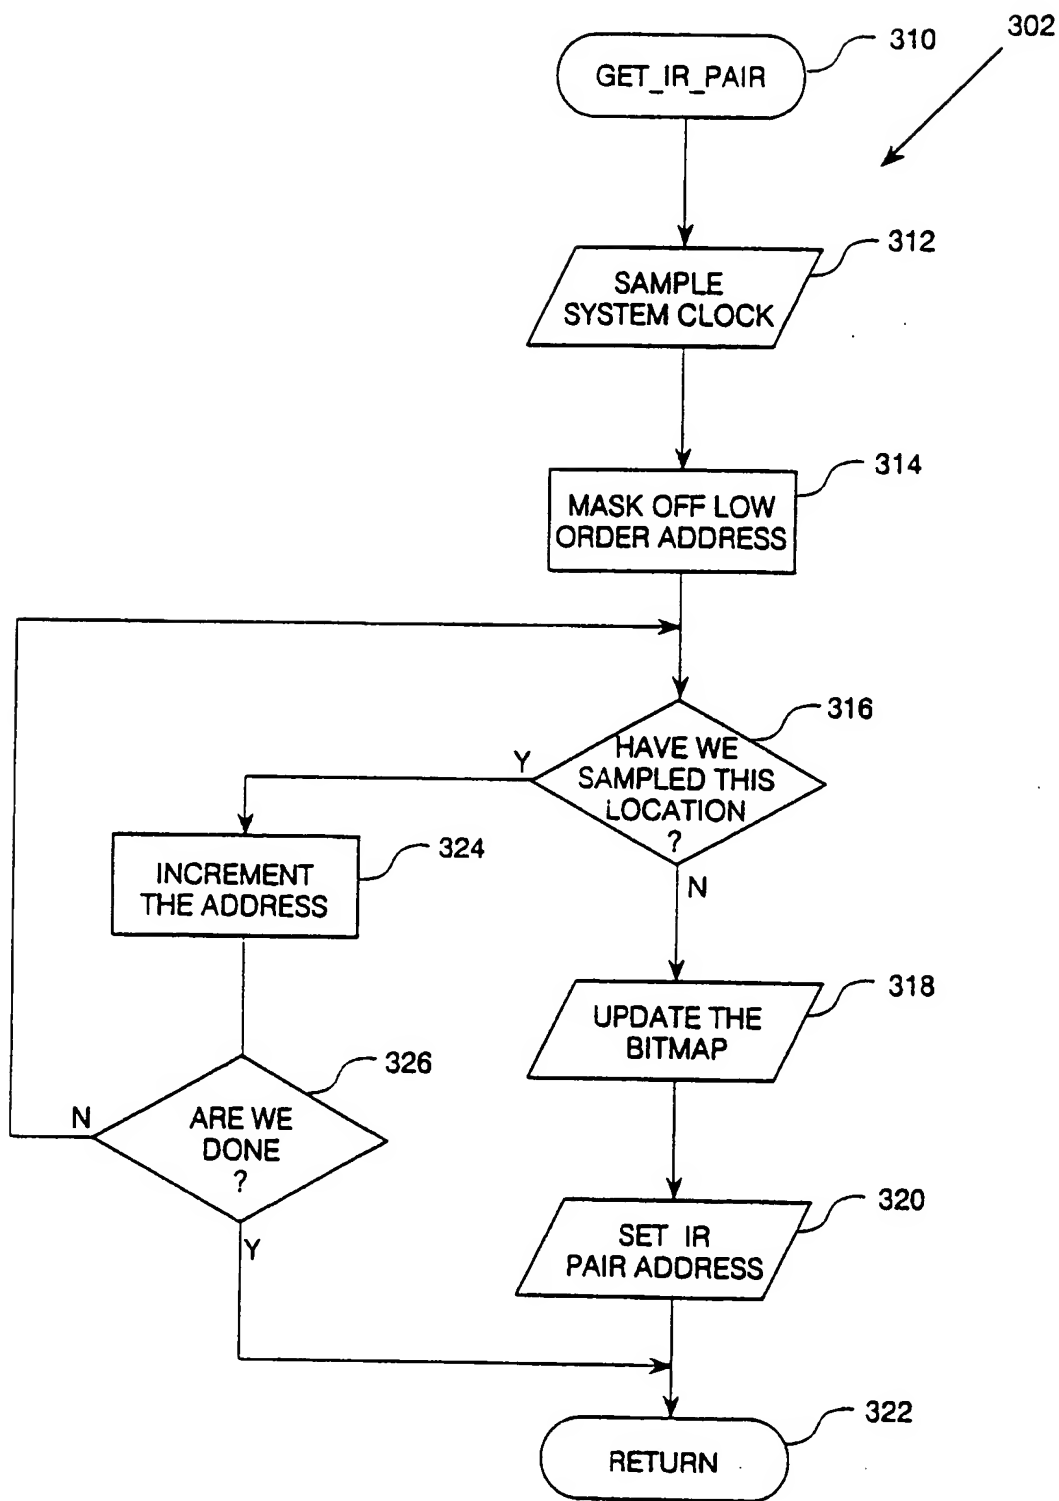 302
310
GET_IR_PAIR
312
SAMPLE
SYSTEM CLOCK
314
MASK OFF LOW
ORDER ADDRESS
316
HAVE WE
SAMPLED THIS
LOCATION
?
Y
N
324
INCREMENT
THE ADDRESS
318
UPDATE THE
BITMAP
326
ARE WE
DONE
?
N
Y
320
SET IR
PAIR ADDRESS
322
RETURN